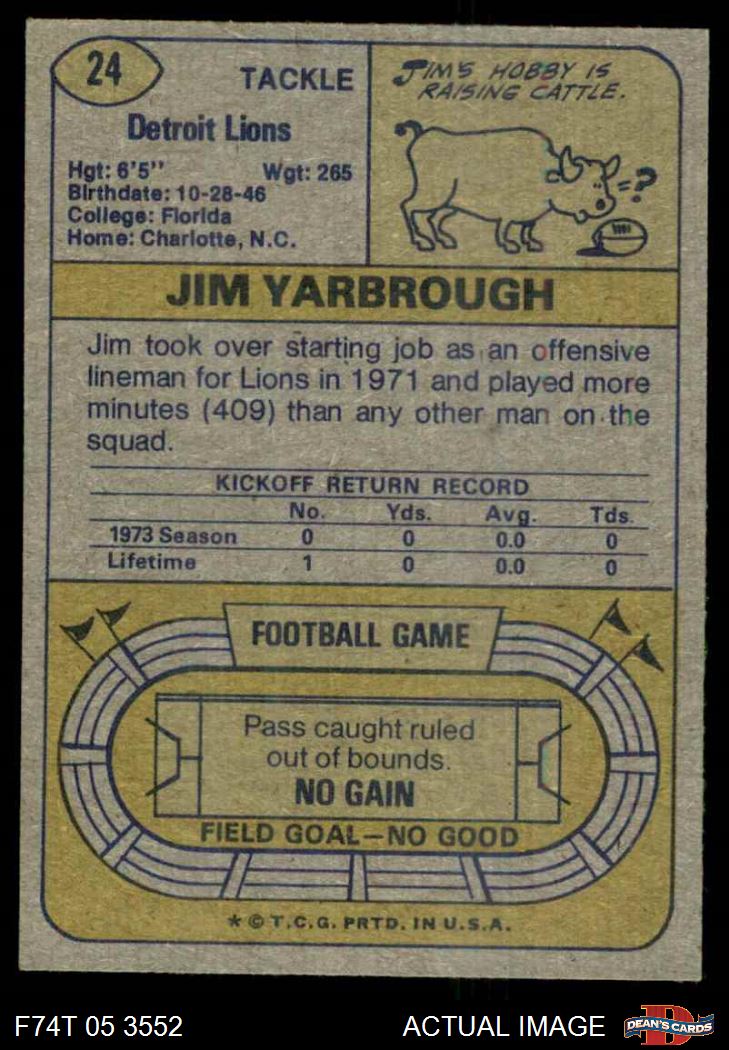 24
TACKLE
Detroit Lions
Hgt: 6'5'' Wgt: 265
Birthdate: 10-28-46
College: Florida
Home: Charlotte, N.C.
JIM'S HOBBY IS
RAISING CATTLE.
=?
JIM YARBROUGH
Jim took over starting job as an offensive
lineman for Lions in 1971 and played more
minutes (409) than any other man on the
squad.
KICKOFF RETURN RECORD
No. Yds. Avg. Tds.
1973 Season 0 0 0.0 0
Lifetime 1 0 0.0 0
FOOTBALL GAME
Pass caught ruled
out of bounds.
NO GAIN
FIELD GOAL—NO GOOD
* © T.C.G. PRTD. IN U.S.A.
F74T 05 3552 ACTUAL IMAGE
D
DEAN'S CARDS